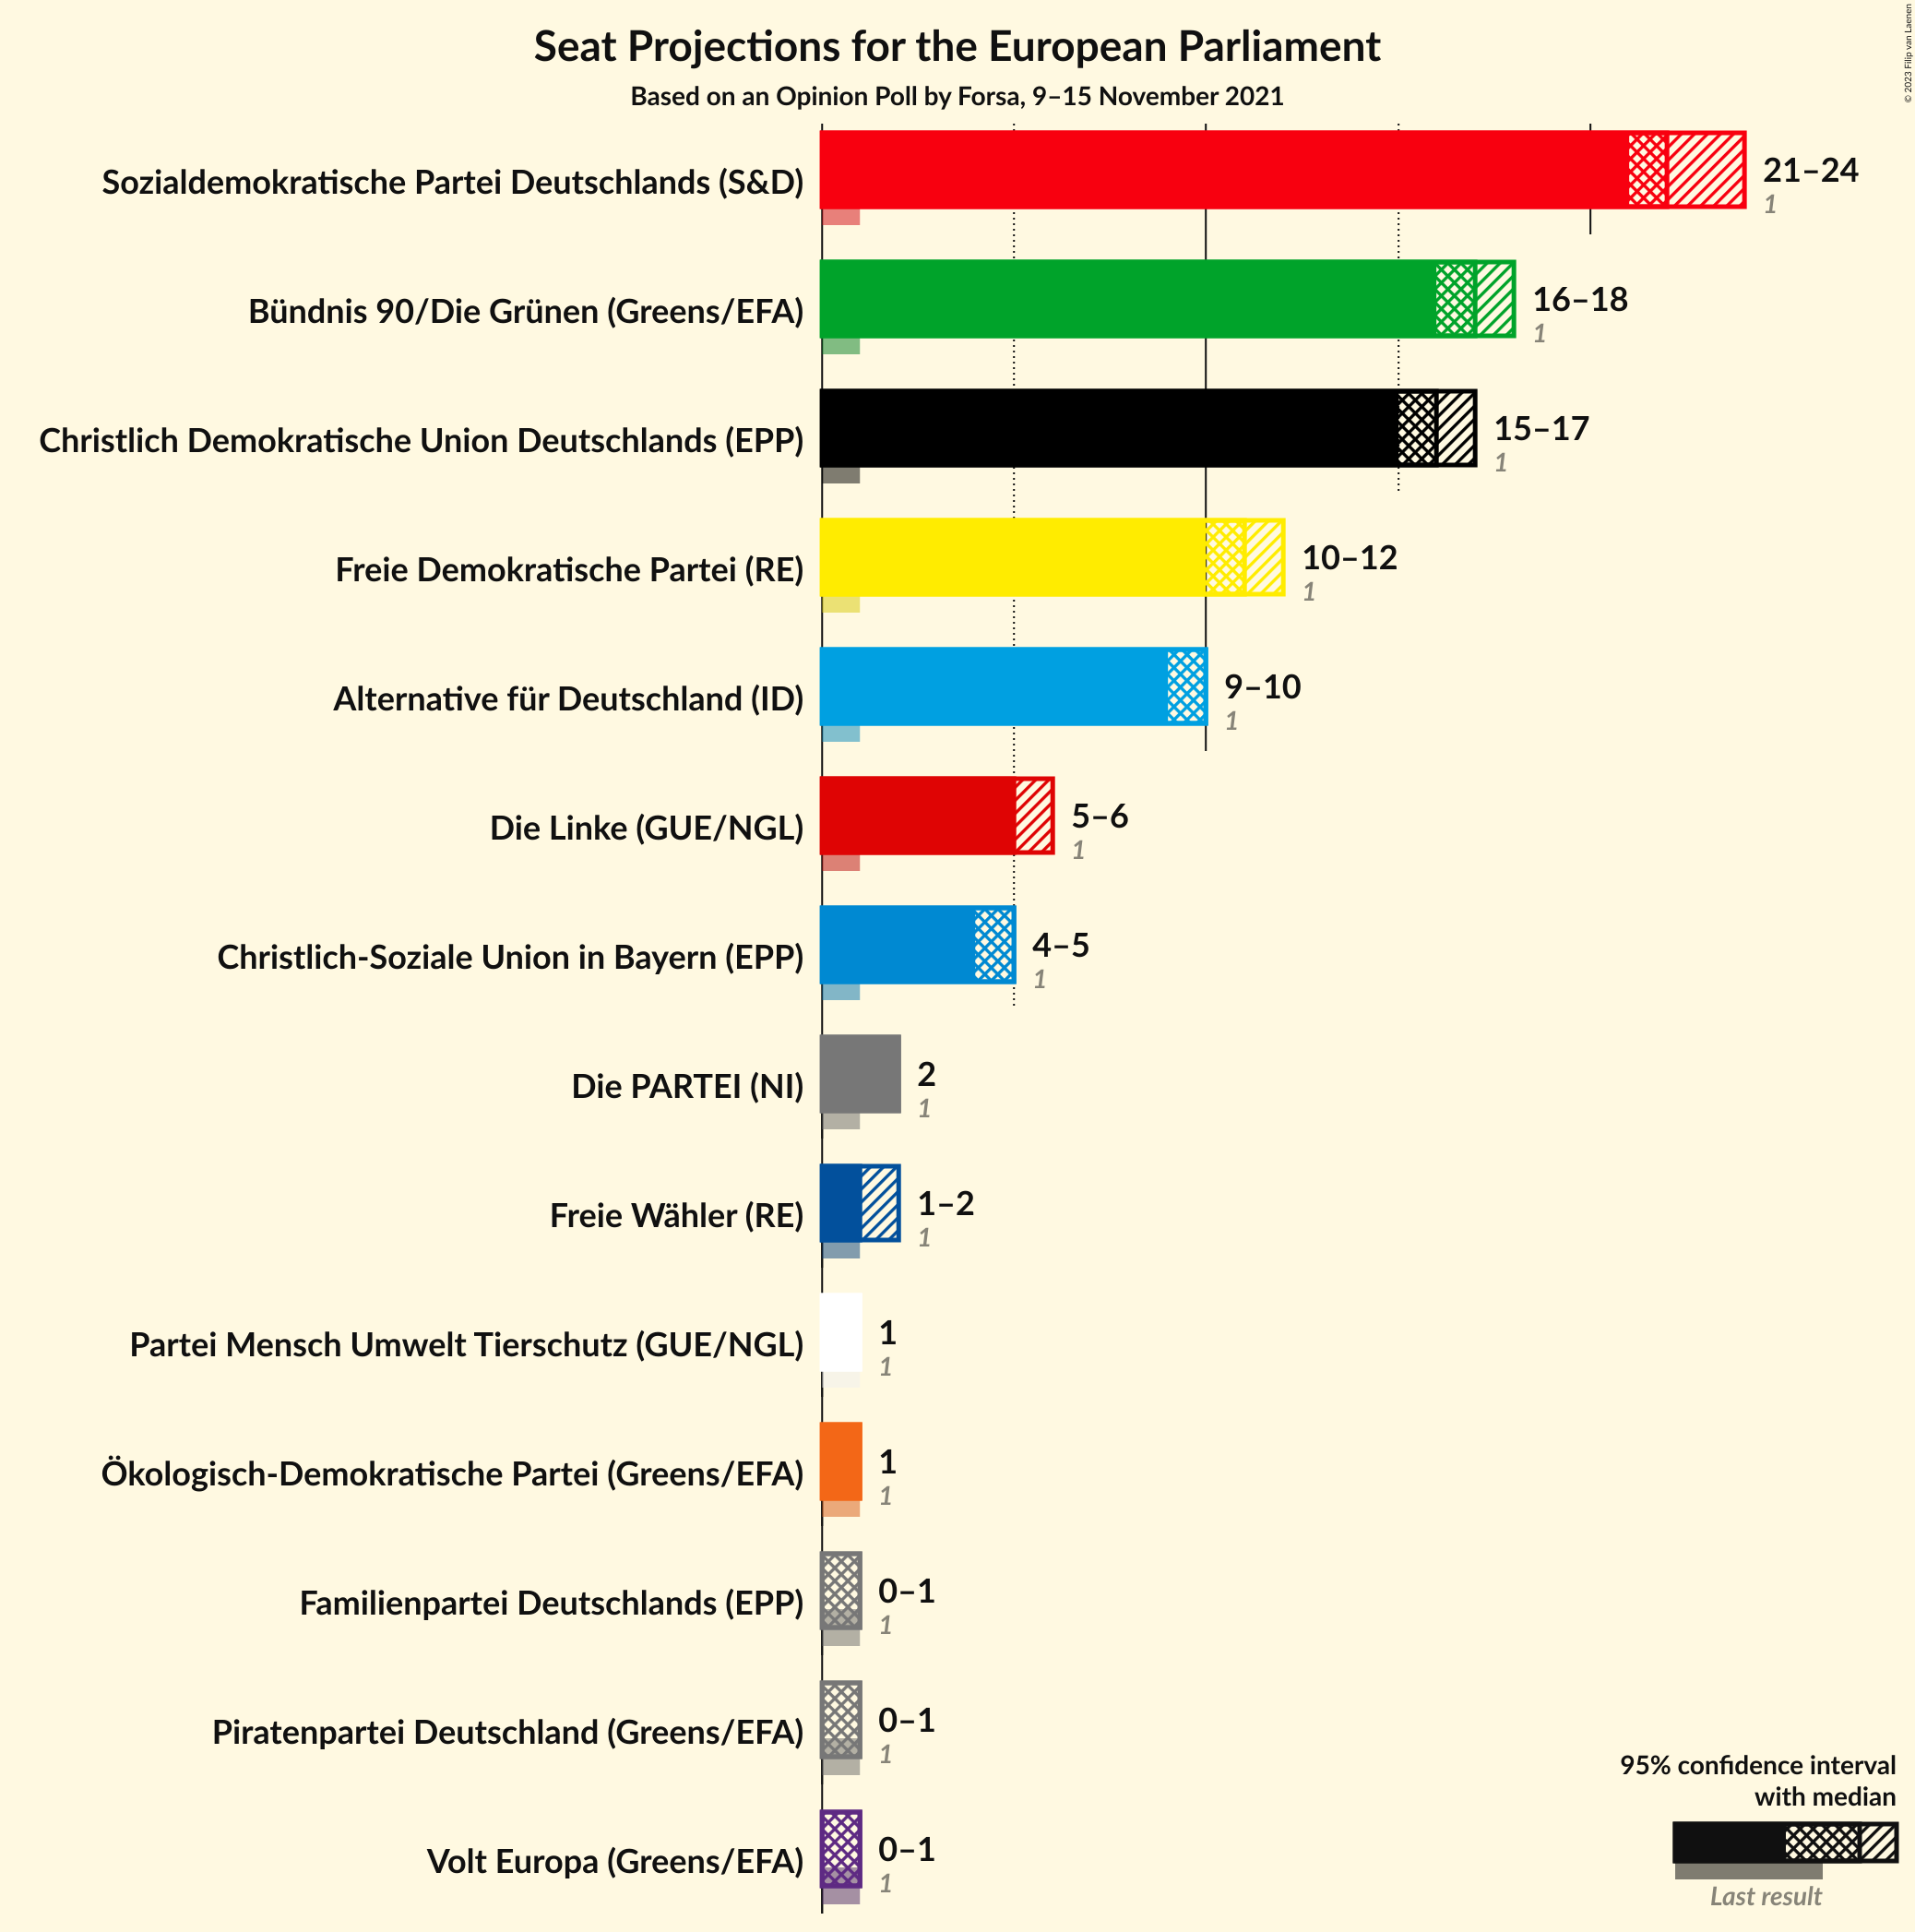 Seat Projections for the European Parliament
Based on an Opinion Poll by Forsa, 9–15 November 2021
© 2023 Filip van Laenen
Sozialdemokratische Partei Deutschlands (S&D)
21–24
1
Bündnis 90/Die Grünen (Greens/EFA)
16–18
1
Christlich Demokratische Union Deutschlands (EPP)
15–17
1
Freie Demokratische Partei (RE)
10–12
1
Alternative für Deutschland (ID)
9–10
1
Die Linke (GUE/NGL)
5–6
1
Christlich-Soziale Union in Bayern (EPP)
4–5
1
Die PARTEI (NI)
2
1
Freie Wähler (RE)
1–2
1
Partei Mensch Umwelt Tierschutz (GUE/NGL)
1
1
Ökologisch-Demokratische Partei (Greens/EFA)
1
1
Familienpartei Deutschlands (EPP)
0–1
1
Piratenpartei Deutschland (Greens/EFA)
0–1
1
Volt Europa (Greens/EFA)
0–1
1
95% confidence interval
with median
Last result